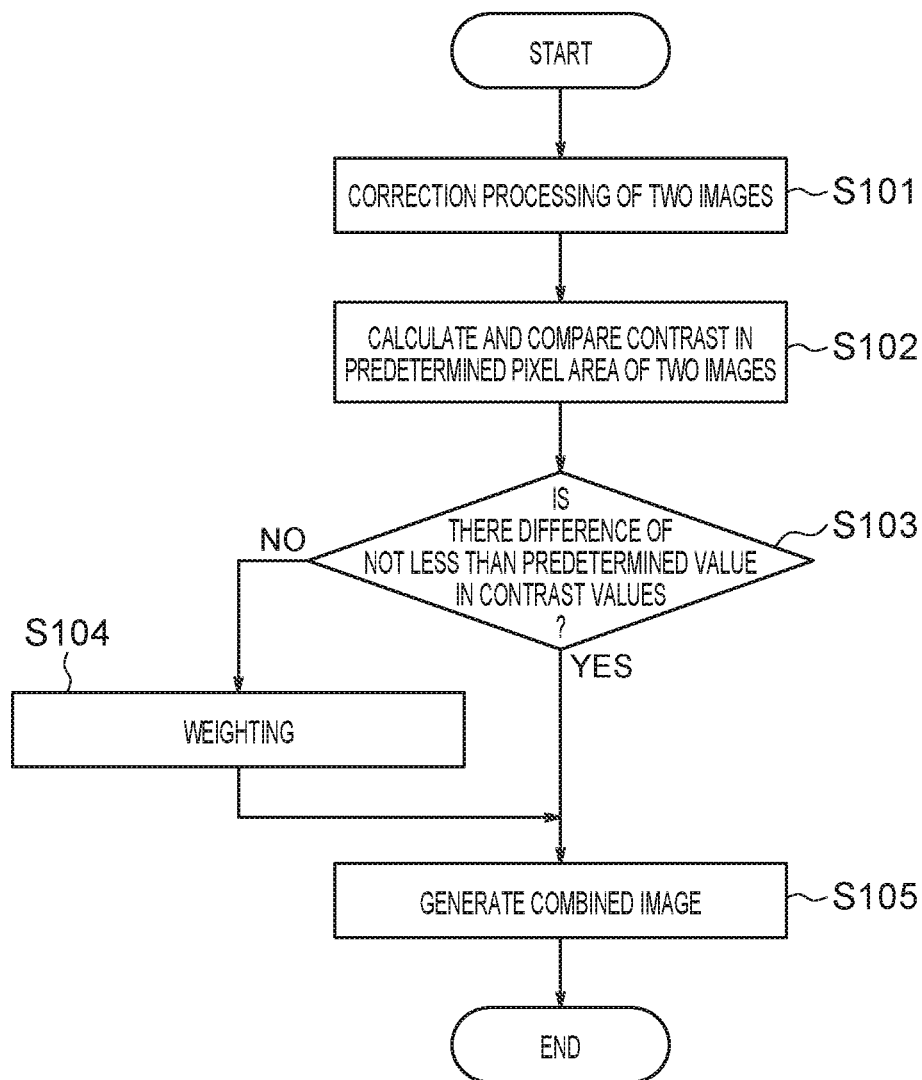 START
CORRECTION PROCESSING OF TWO IMAGES
S101
CALCULATE AND COMPARE CONTRAST IN
PREDETERMINED PIXEL AREA OF TWO IMAGES
S102
IS
THERE DIFFERENCE OF
NOT LESS THAN PREDETERMINED VALUE
IN CONTRAST VALUES
?
S103
NO
YES
S104
WEIGHTING
GENERATE COMBINED IMAGE
S105
END